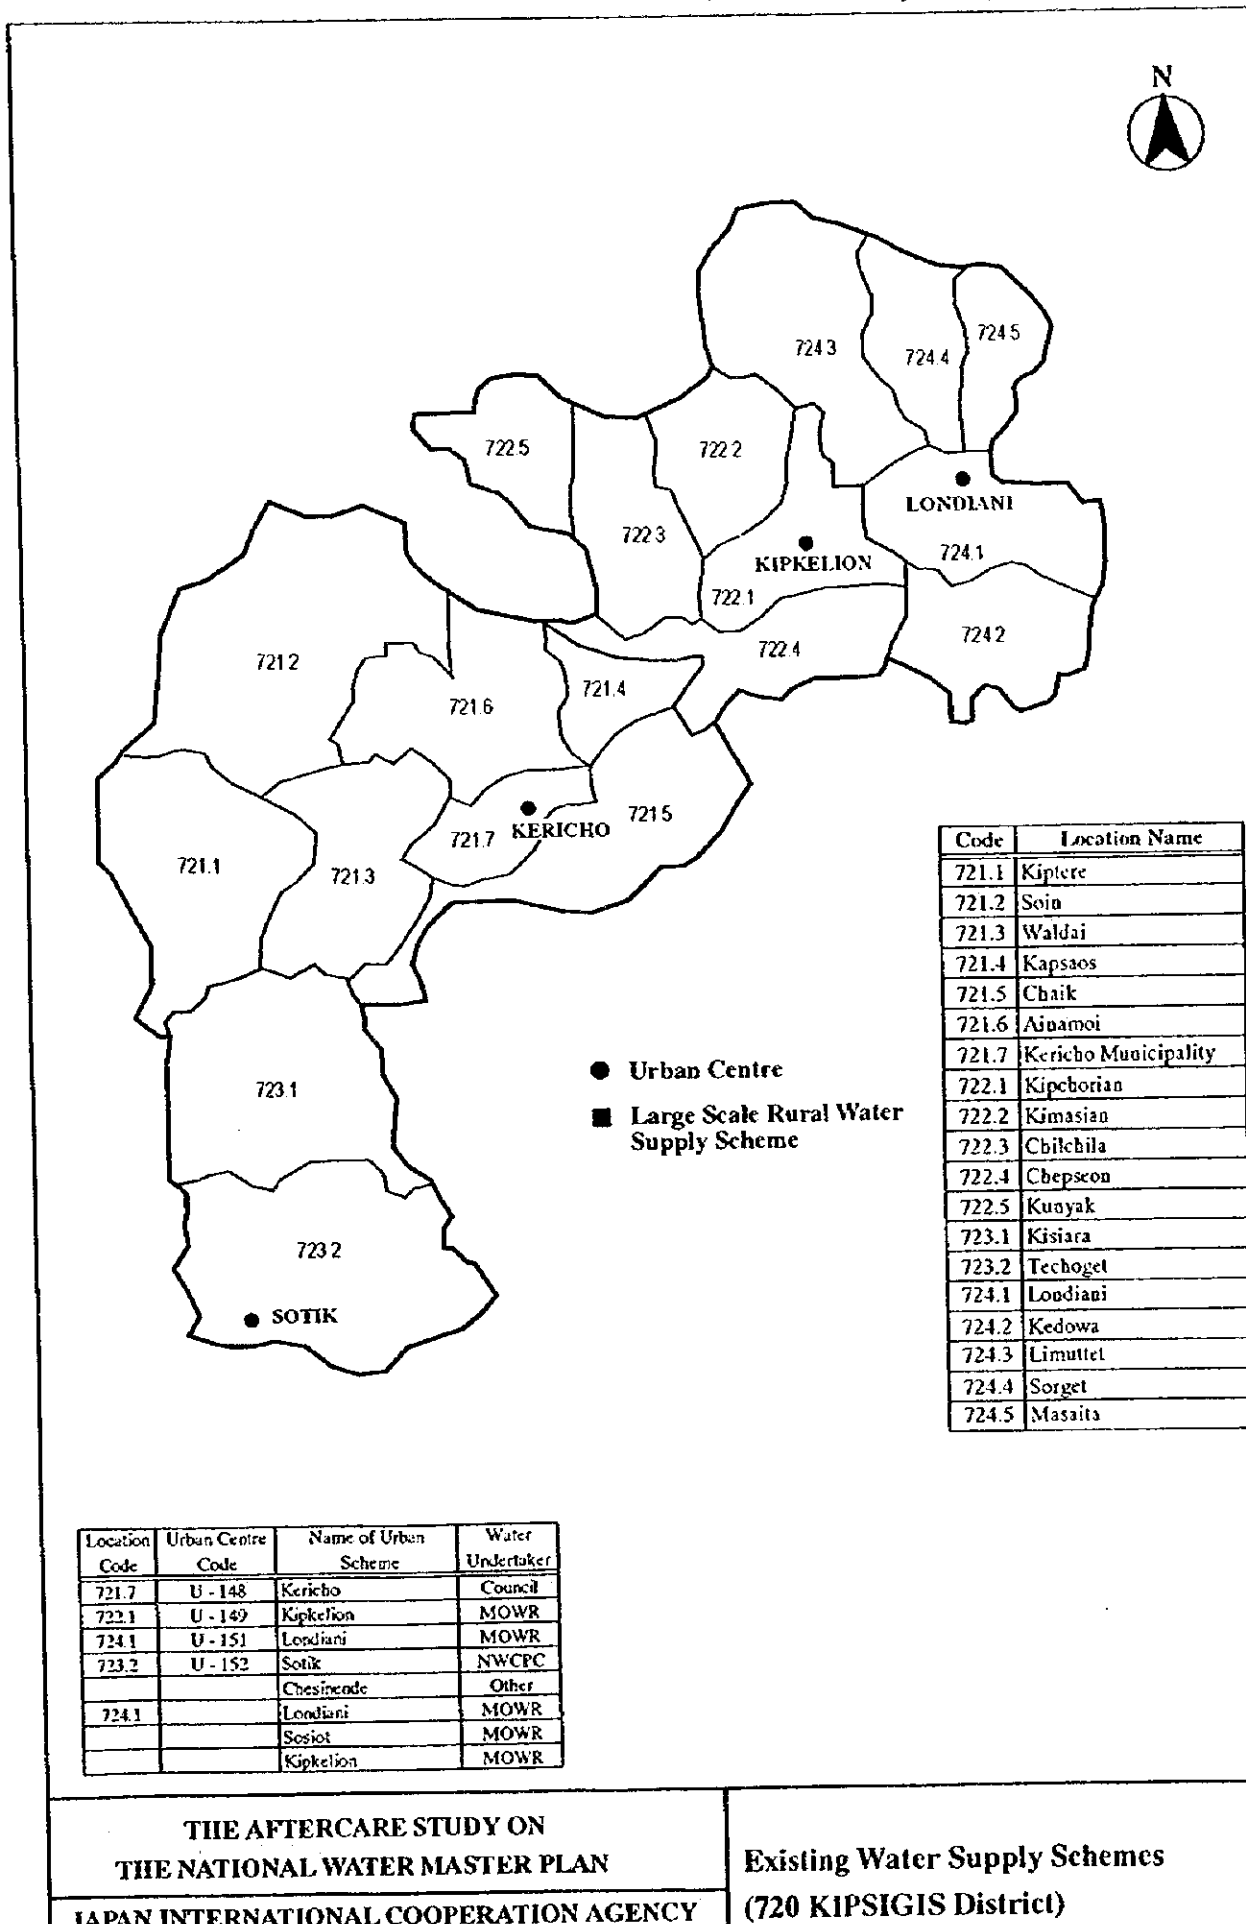 N
724.3
724.4
724.5
722.5
722.2
722.3
LONDIANI
724.1
KIPKELION
722.1
724.2
722.4
721.2
721.4
721.6
721.5
KERICHO
721.7
721.1
721.3
723.1
723.2
SOTIK
● Urban Centre
■ Large Scale Rural Water
Supply Scheme
Code Location Name
721.1 Kiptere
721.2 Soin
721.3 Waldai
721.4 Kapsaos
721.5 Chaik
721.6 Ainamoi
721.7 Kericho Municipality
722.1 Kipchorian
722.2 Kimasian
722.3 Chilchila
722.4 Chepseon
722.5 Kunyak
723.1 Kisiara
723.2 Techoget
724.1 Londiani
724.2 Kedowa
724.3 Limuttet
724.4 Sorget
724.5 Masaita
Location Urban Centre Name of Urban Water
Code Code Scheme Undertaker
721.7 U - 148 Kericho Council
722.1 U - 149 Kipkelion MOWR
724.1 U - 151 Londiani MOWR
723.2 U - 152 Sotik NWCPC
Other
724.1 Londiani MOWR
Sosiot MOWR
Kipkelion MOWR
THE AFTERCARE STUDY ON
THE NATIONAL WATER MASTER PLAN
JAPAN INTERNATIONAL COOPERATION AGENCY
Existing Water Supply Schemes
(720 KIPSIGIS District)